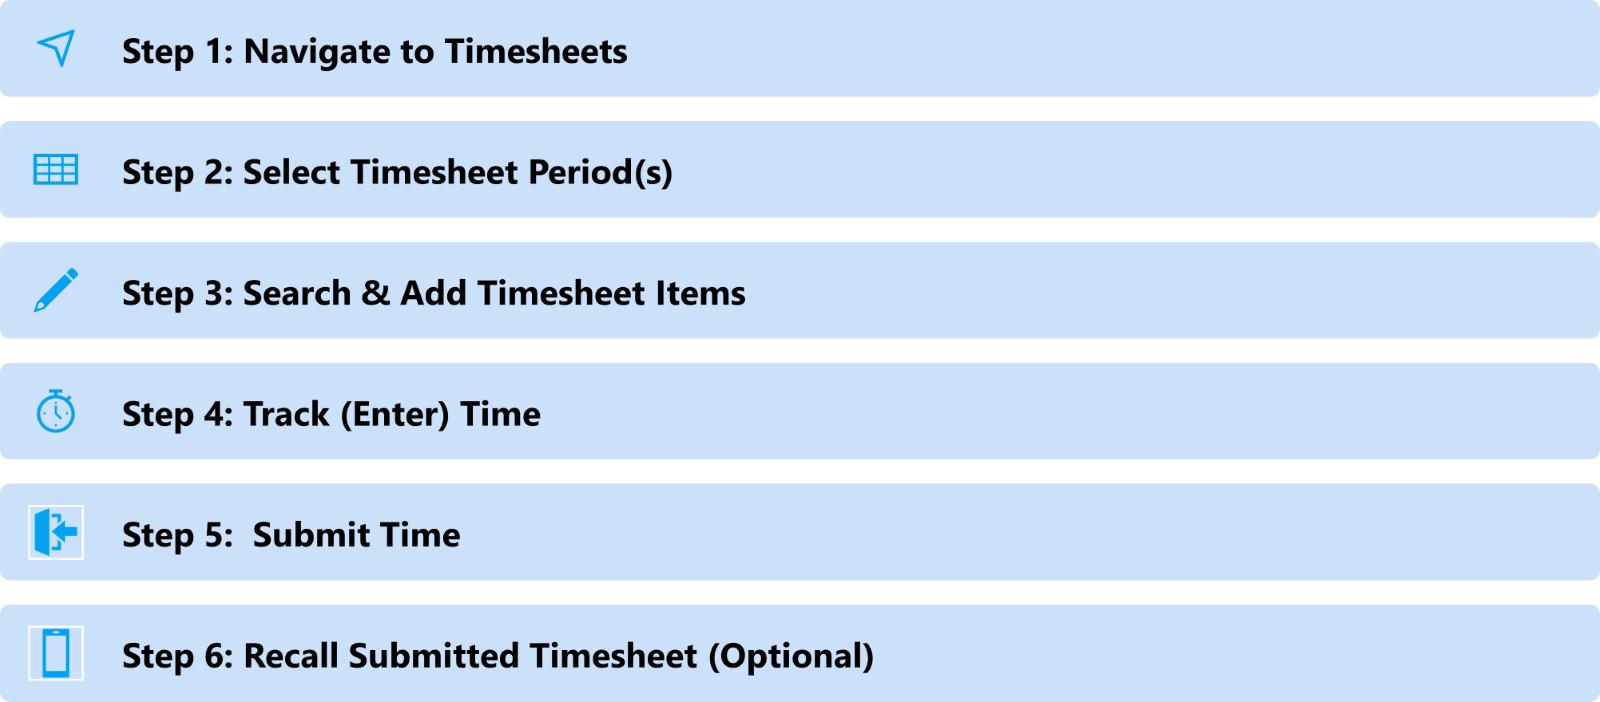 Step 1: Navigate to Timesheets
Step 2: Select Timesheet Period(s)
Step 3: Search & Add Timesheet Items
Step 4: Track (Enter) Time
Step 5:  Submit Time
Step 6: Recall Submitted Timesheet (Optional)